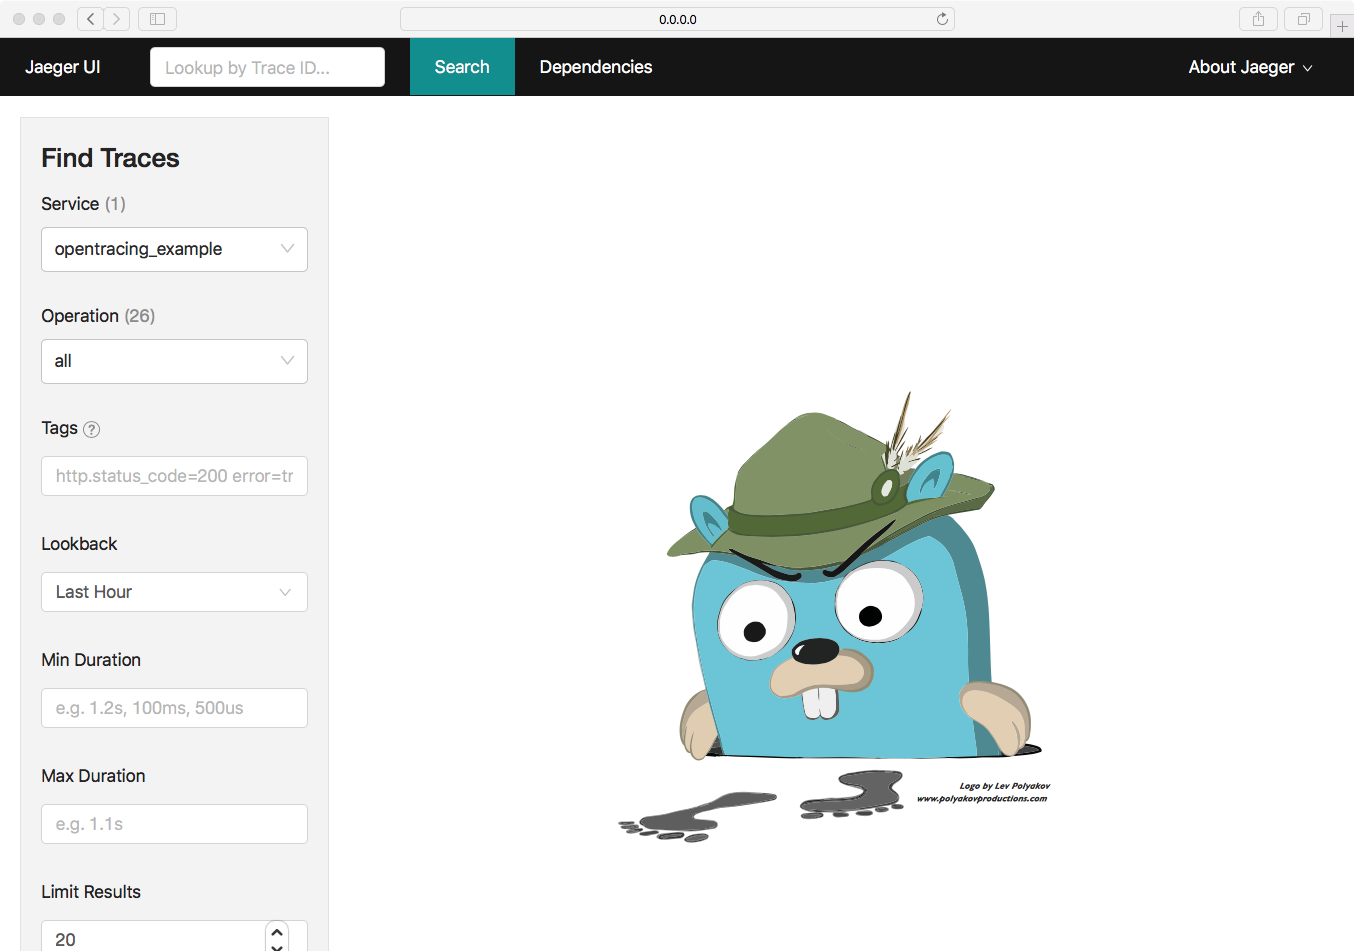 0.0.0.0
Jaeger UI
Lookup by Trace ID...
Search
Dependencies
About Jaeger
Find Traces
Service (1)
opentracing_example
Operation (26)
all
Tags ?
http.status_code=200 error=tr
Lookback
Last Hour
Min Duration
e.g. 1.2s, 100ms, 500us
Max Duration
e.g. 1.1s
Limit Results
20
Logo by Lev Polyakov
www.polyakovproductions.com